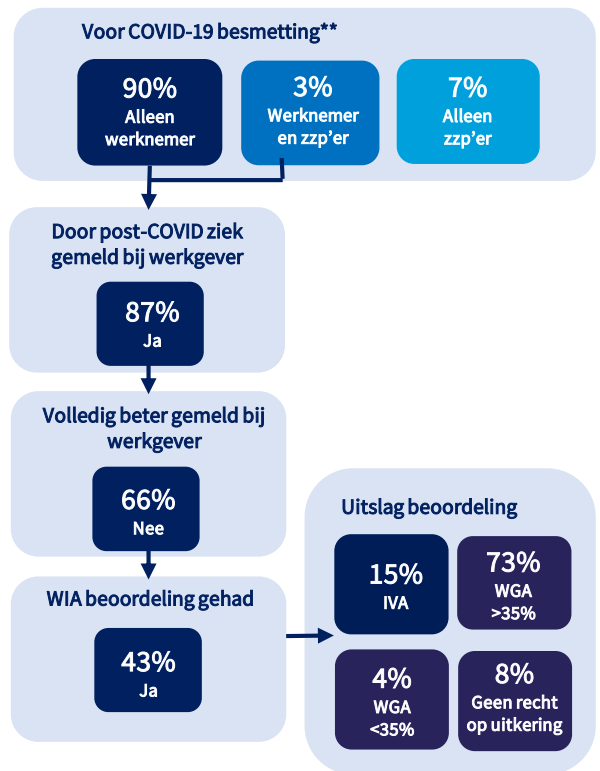 Voor COVID-19 besmetting**
90%
Alleen
werknemer
3%
Werknemer
en zzp'er
7%
Alleen
zzp'er
Door post-COVID ziek
gemeld bij werkgever
87%
Ja
Volledig beter gemeld bij
werkgever
66%
Nee
WIA beoordeling gehad
43%
Ja
Uitslag beoordeling
15%
IVA
73%
WGA
>35%
4%
WGA
<35%
8%
Geen recht
op uitkering